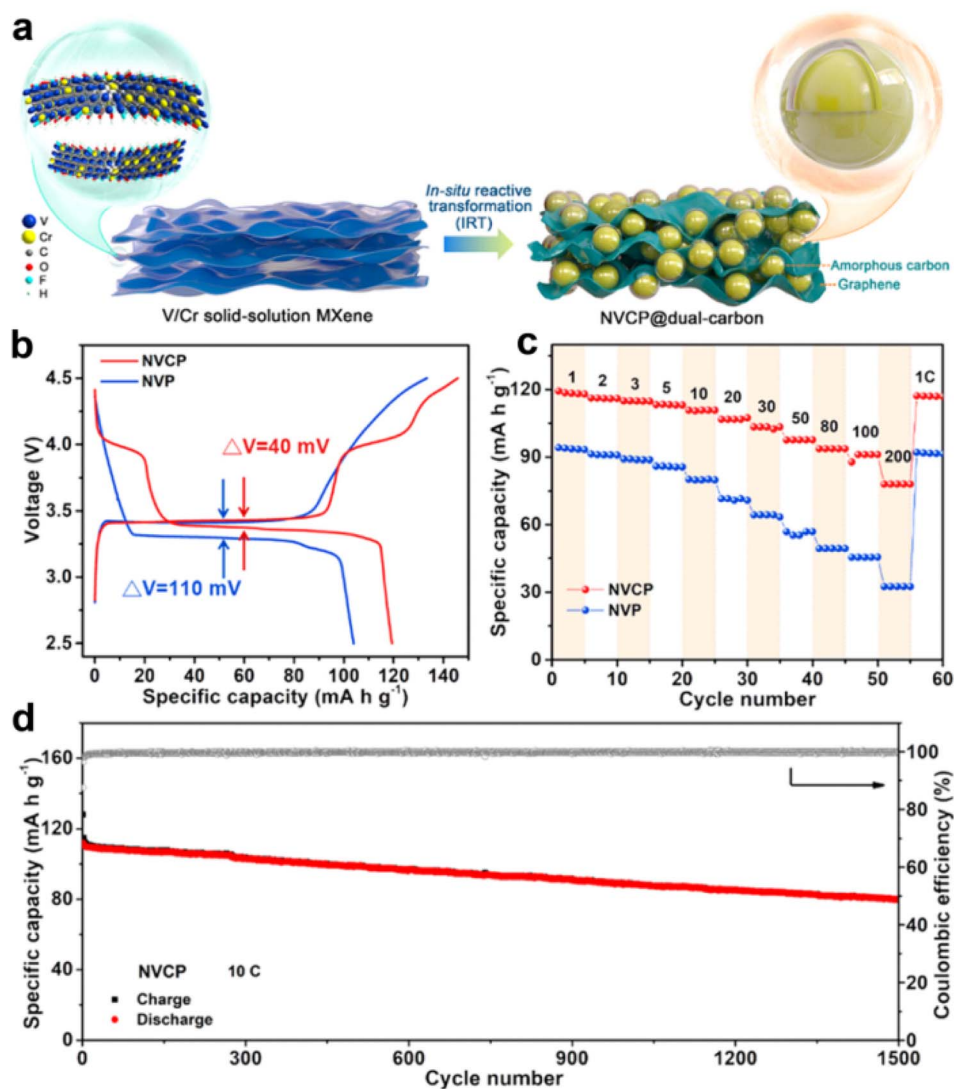 a
V
Cr
C
O
F
H
In-situ reactive
transformation
(IRT)
Amorphous carbon
Graphene
V/Cr solid-solution MXene
NVCP@dual-carbon
b
NVCP
NVP
4.5
4.0
3.5
3.0
2.5
Voltage (V)
△V=40 mV
△V=110 mV
0 20 40 60 80 100 120 140
Specific capacity (mA h g⁻¹)
c
150
120
90
60
30
0
Specific capacity (mA h g⁻¹)
1 2 3 5 10 20 30 50 80 100 200 1C
NVCP
NVP
0 10 20 30 40 50 60
Cycle number
d
160
120
80
40
0
Specific capacity (mA h g⁻¹)
100
80
60
40
20
0
Coulombic efficiency (%)
NVCP 10 C
Charge
Discharge
0 300 600 900 1200 1500
Cycle number